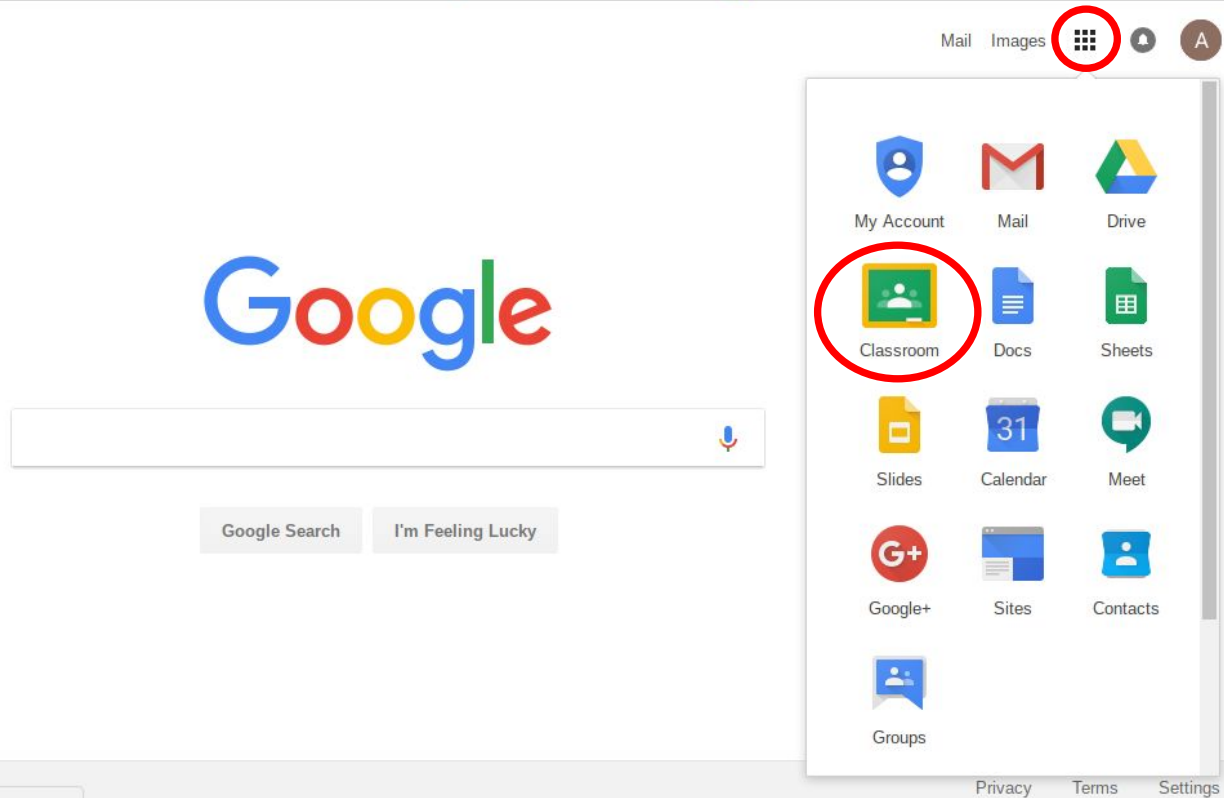 Mail Images A
My Account Mail Drive
Google
Classroom Docs Sheets
31
Slides Calendar Meet
Google Search I'm Feeling Lucky
G+
Google+ Sites Contacts
Groups
Privacy Terms Settings